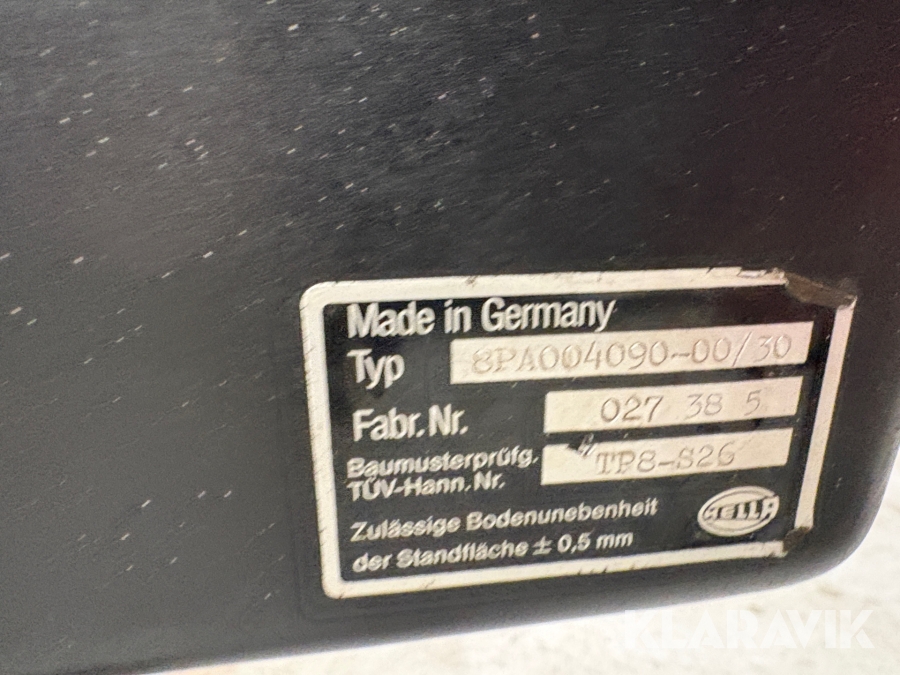 Made in Germany
Typ 8PA004090-00/30
Fabr. Nr. 027 38 5
Baumusterprüfg.
TÜV-Hann. Nr. TP8-S26
HELLA
Zulässige Bodenunebenheit
der Standfläche ± 0,5 mm
KLARAVIK